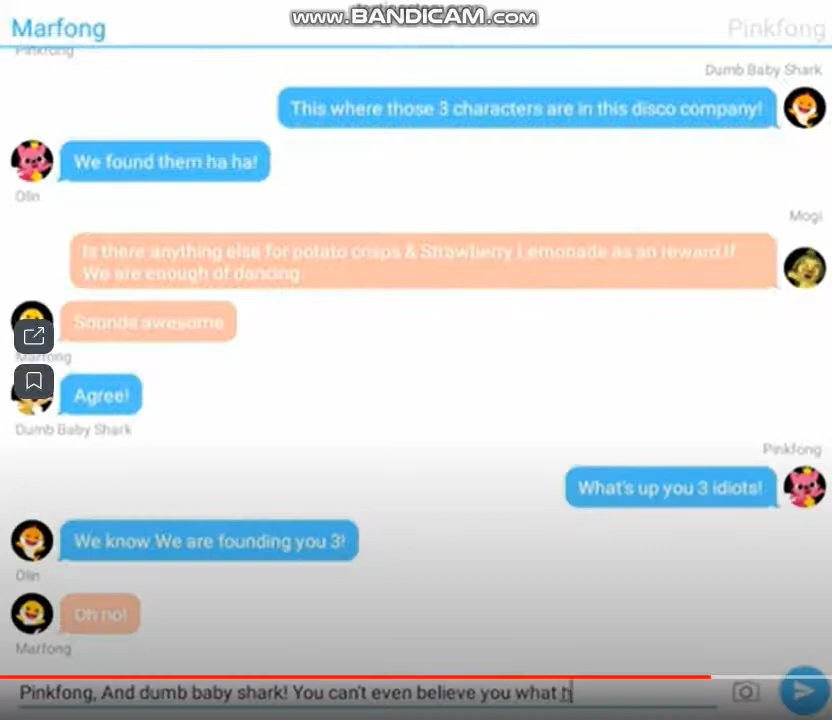 www.BANDICAM.com
Marfong
Pinkfong
Pinkfong
Dumb Baby Shark
This where those 3 characters are in this disco company!
We found them ha ha!
Olin
Mogi
Is there anything else for potato crisps & Strawberry Lemonade as an reward if
We are enough of dancing
Sounds awesome
Marfong
Agree!
Dumb Baby Shark
Pinkfong
What's up you 3 idiots!
We know We are founding you 3!
Olin
Oh no!
Marfong
Pinkfong, And dumb baby shark! You can't even believe you what h